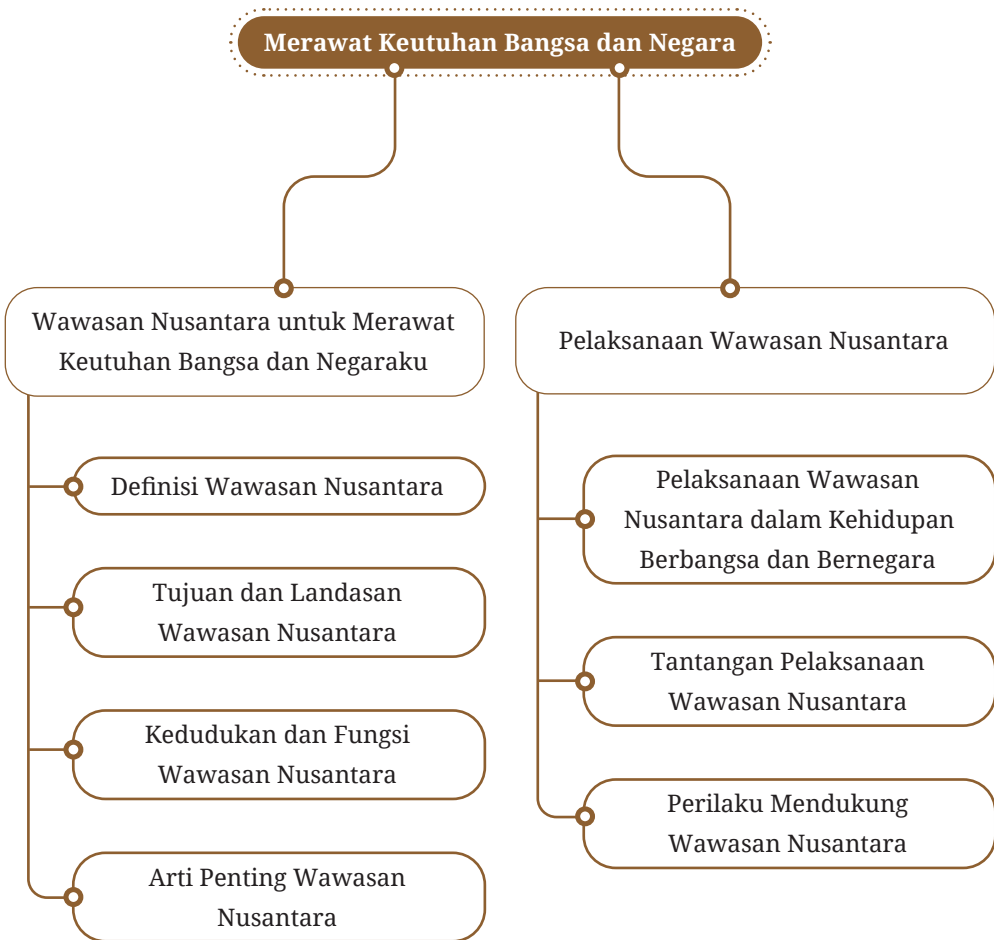 Merawat Keutuhan Bangsa dan Negara
Wawasan Nusantara untuk Merawat
Keutuhan Bangsa dan Negaraku
Definisi Wawasan Nusantara
Tujuan dan Landasan
Wawasan Nusantara
Kedudukan dan Fungsi
Wawasan Nusantara
Arti Penting Wawasan
Nusantara
Pelaksanaan Wawasan Nusantara
Pelaksanaan Wawasan
Nusantara dalam Kehidupan
Berbangsa dan Bernegara
Tantangan Pelaksanaan
Wawasan Nusantara
Perilaku Mendukung
Wawasan Nusantara